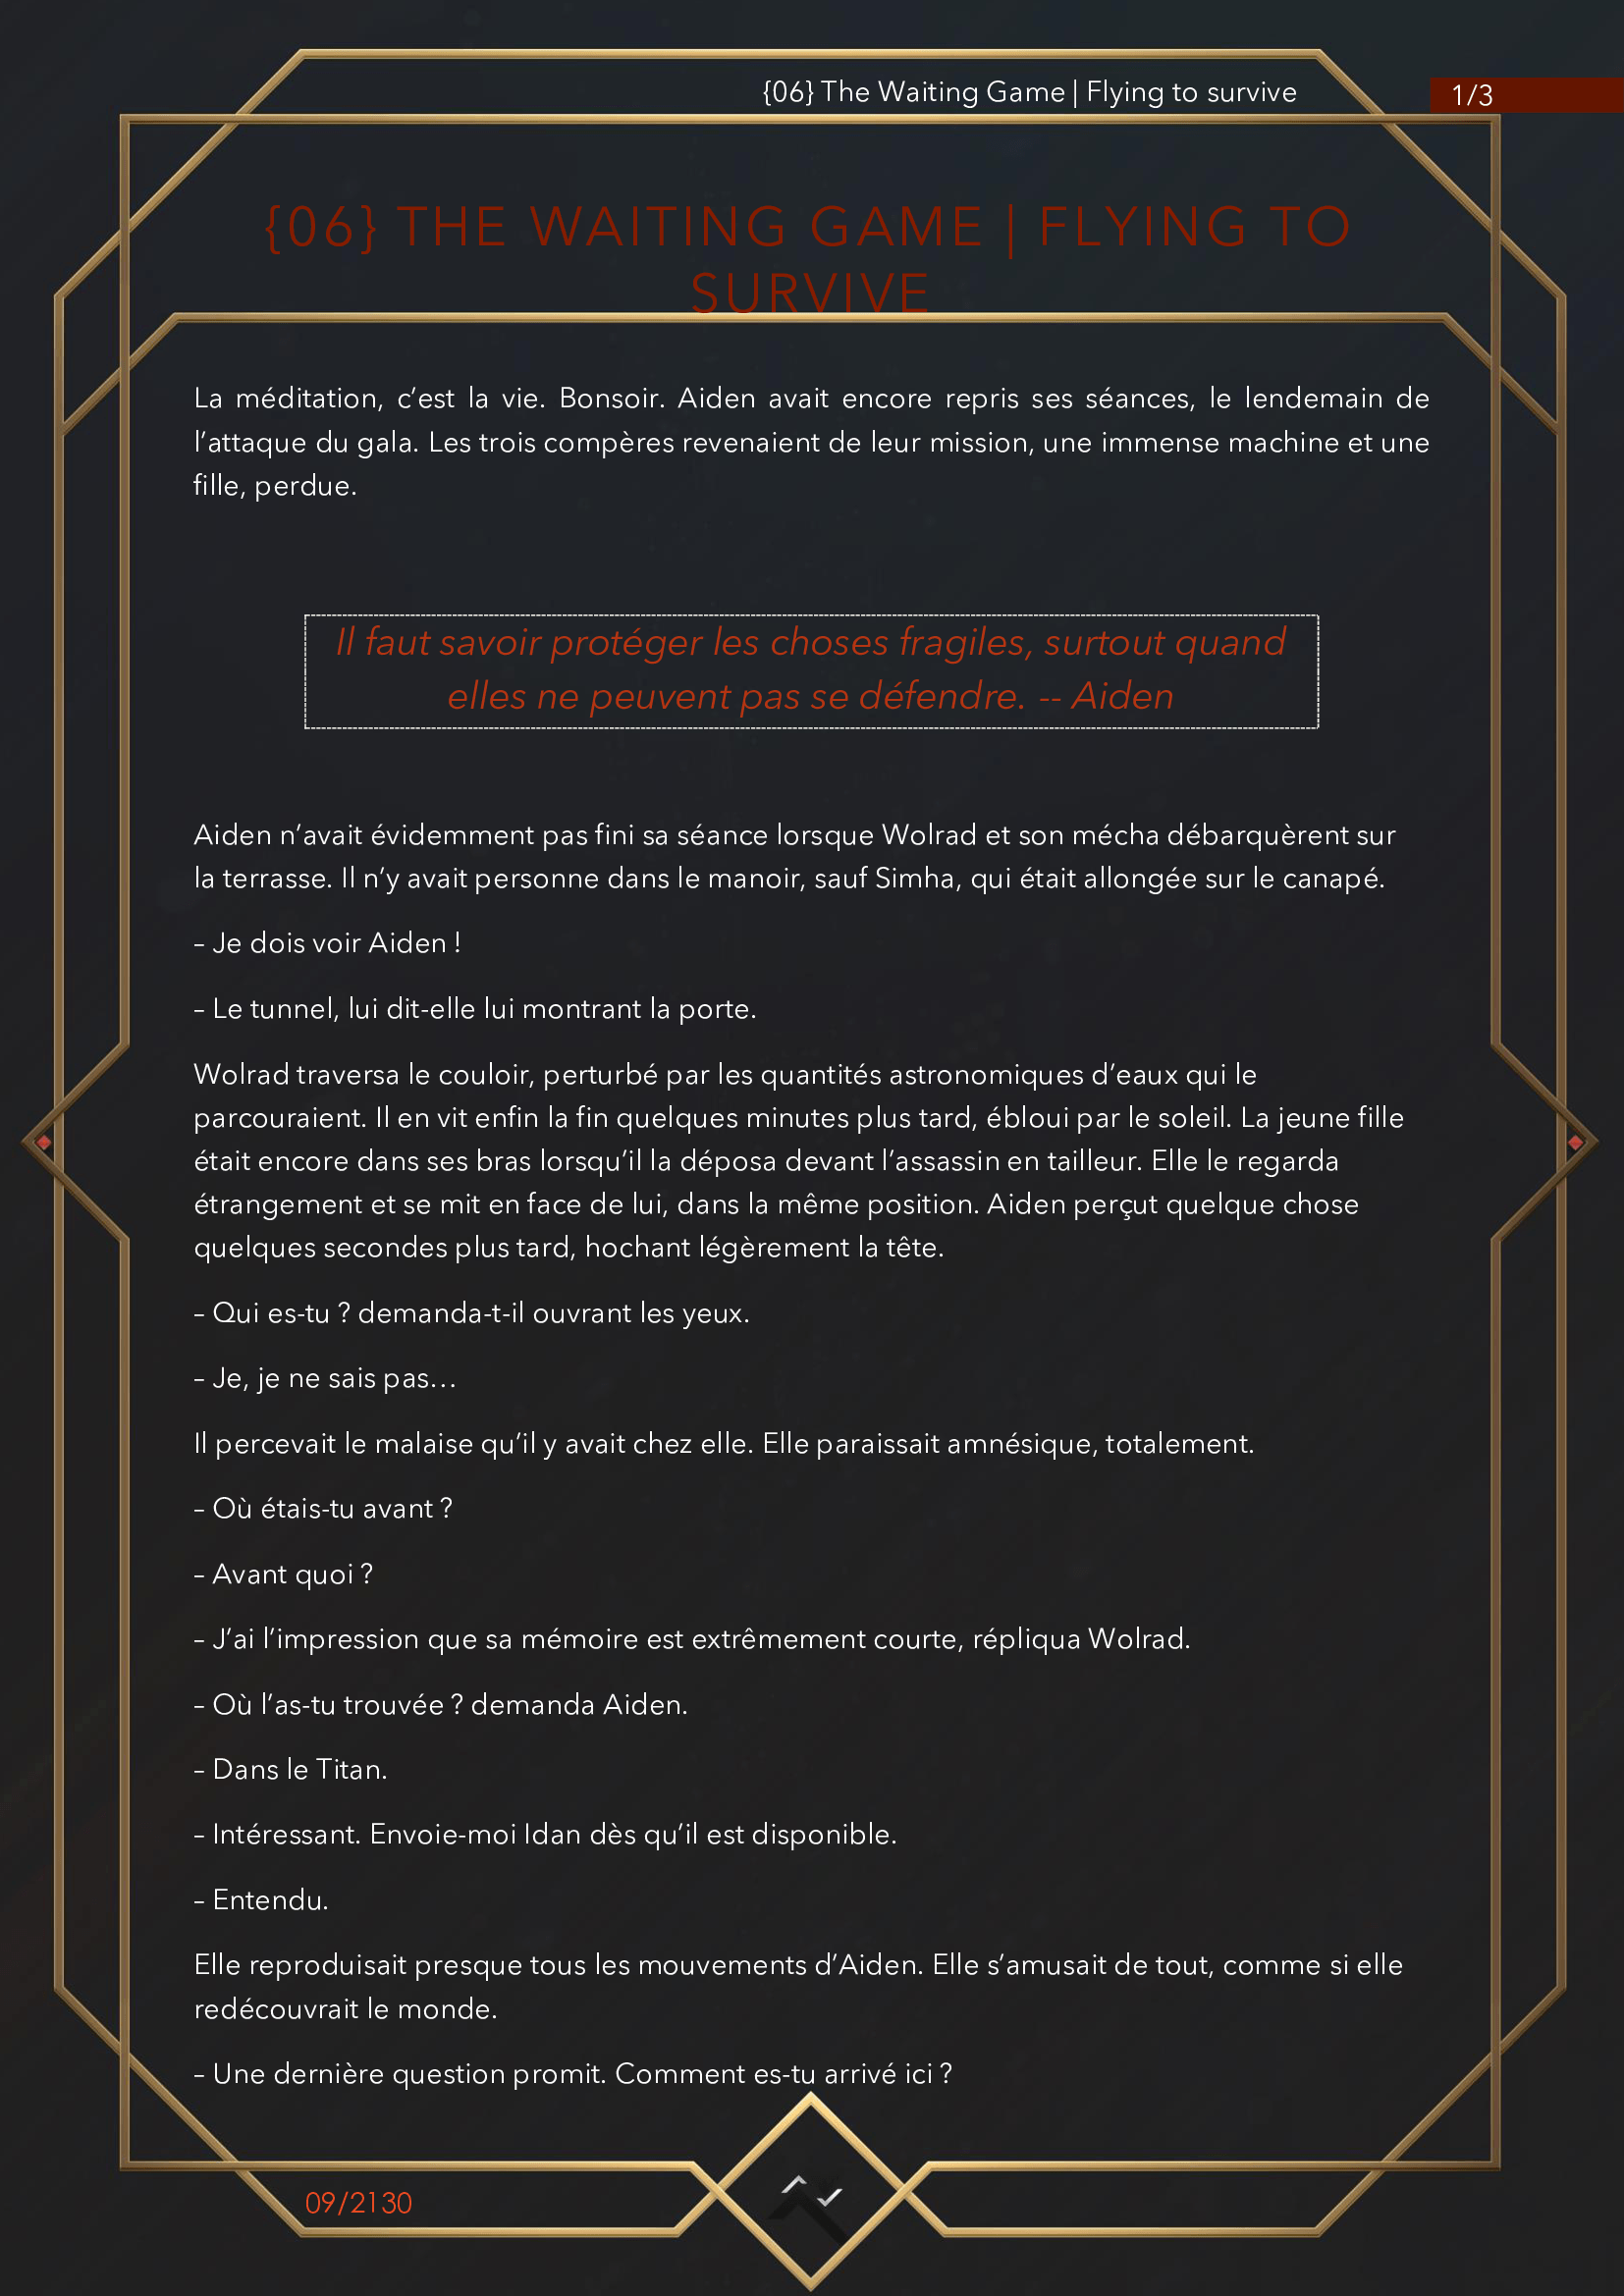 {06} The Waiting Game | Flying to survive
1/3
{06} THE WAITING GAME | FLYING TO
SURVIVE
La méditation, c’est la vie. Bonsoir. Aiden avait encore repris ses séances, le lendemain de
l’attaque du gala. Les trois compères revenaient de leur mission, une immense machine et une
fille, perdue.
Il faut savoir protéger les choses fragiles, surtout quand
elles ne peuvent pas se défendre. -- Aiden
Aiden n’avait évidemment pas fini sa séance lorsque Wolrad et son mécha débarquèrent sur
la terrasse. Il n’y avait personne dans le manoir, sauf Simha, qui était allongée sur le canapé.
– Je dois voir Aiden !
– Le tunnel, lui dit-elle lui montrant la porte.
Wolrad traversa le couloir, perturbé par les quantités astronomiques d’eaux qui le
parcouraient. Il en vit enfin la fin quelques minutes plus tard, ébloui par le soleil. La jeune fille
était encore dans ses bras lorsqu’il la déposa devant l’assassin en tailleur. Elle le regarda
étrangement et se mit en face de lui, dans la même position. Aiden perçut quelque chose
quelques secondes plus tard, hochant légèrement la tête.
– Qui es-tu ? demanda-t-il ouvrant les yeux.
– Je, je ne sais pas…
Il percevait le malaise qu’il y avait chez elle. Elle paraissait amnésique, totalement.
– Où étais-tu avant ?
– Avant quoi ?
– J’ai l’impression que sa mémoire est extrêmement courte, répliqua Wolrad.
– Où l’as-tu trouvée ? demanda Aiden.
– Dans le Titan.
– Intéressant. Envoie-moi Idan dès qu’il est disponible.
– Entendu.
Elle reproduisait presque tous les mouvements d’Aiden. Elle s’amusait de tout, comme si elle
redécouvrait le monde.
– Une dernière question promit. Comment es-tu arrivé ici ?
09/2130